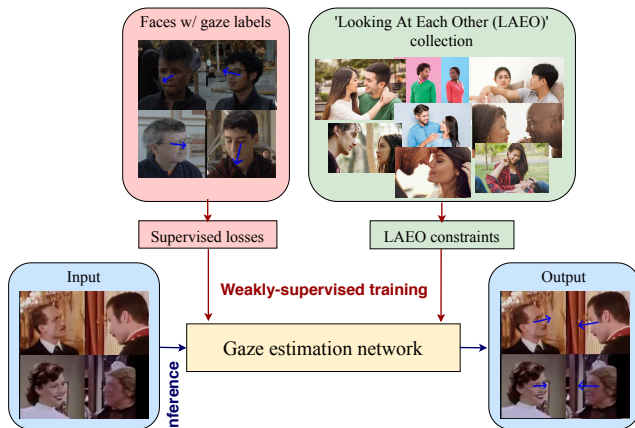 Faces w/ gaze labels
'Looking At Each Other (LAEO)'
collection
Supervised losses
LAEO constraints
Input
Weakly-supervised training
Output
Gaze estimation network
nference